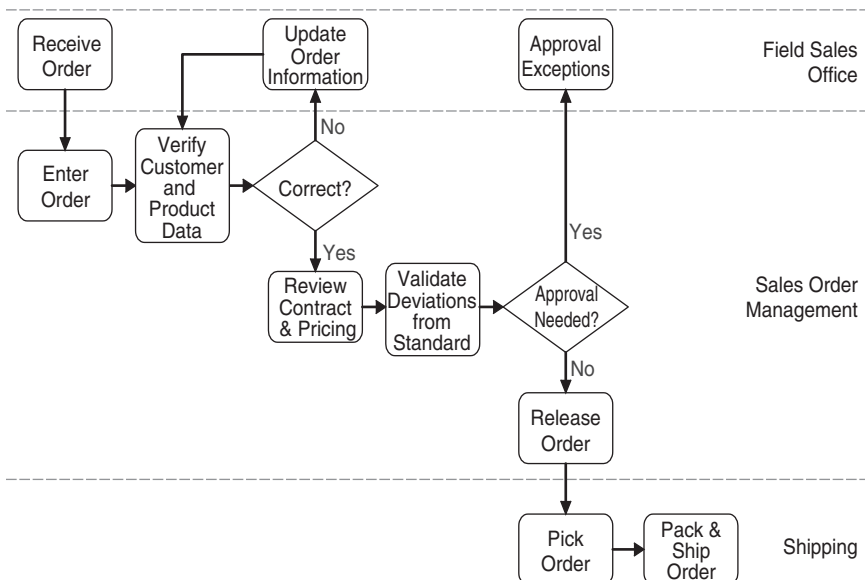 Receive
Order
Update
Order
Information
Approval
Exceptions
Field Sales
Office
No
Enter
Order
Verify
Customer
and
Product
Data
Correct?
Yes
Yes
Review
Contract
& Pricing
Validate
Deviations
from
Standard
Approval
Needed?
Sales Order
Management
No
Release
Order
Pick
Order
Pack &
Ship
Order
Shipping